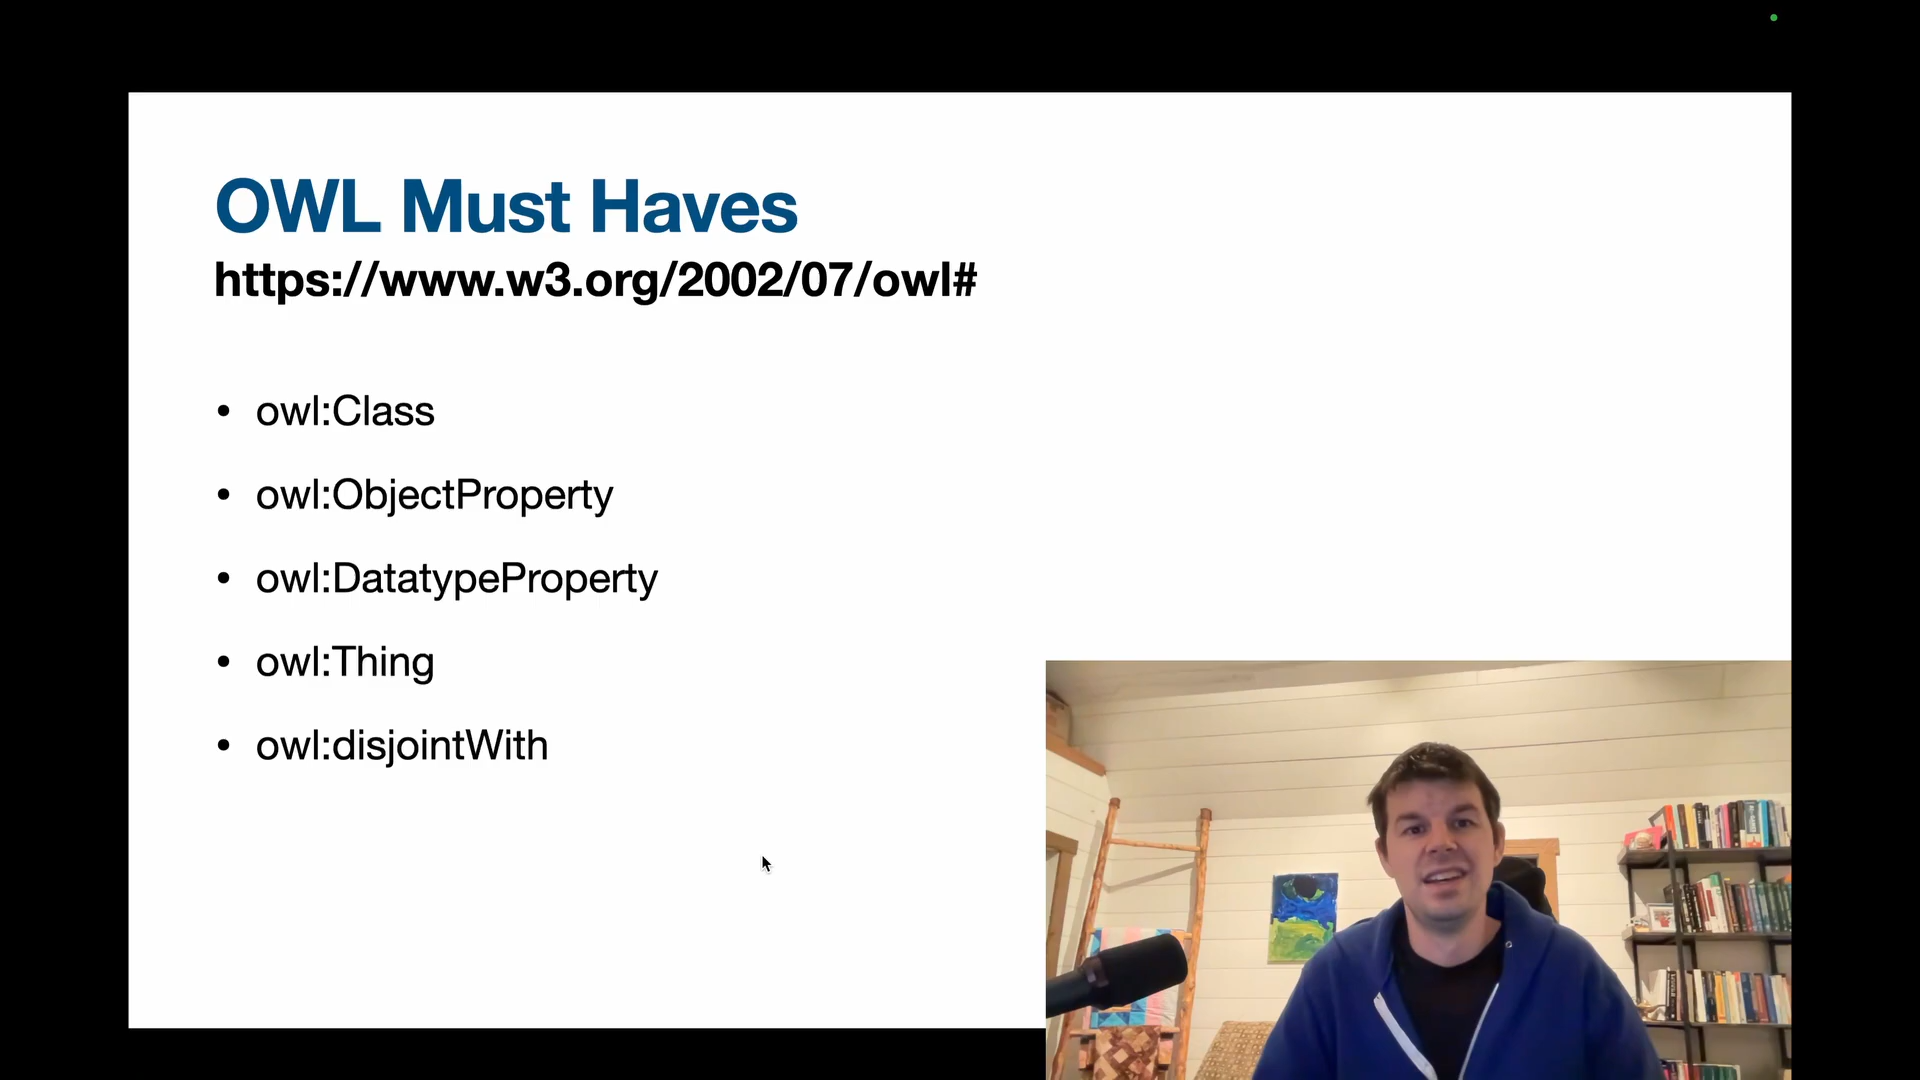 OWL Must Haves
https://www.w3.org/2002/07/owl#
• owl:Class
• owl:ObjectProperty
• owl:DatatypeProperty
• owl:Thing
• owl:disjointWith